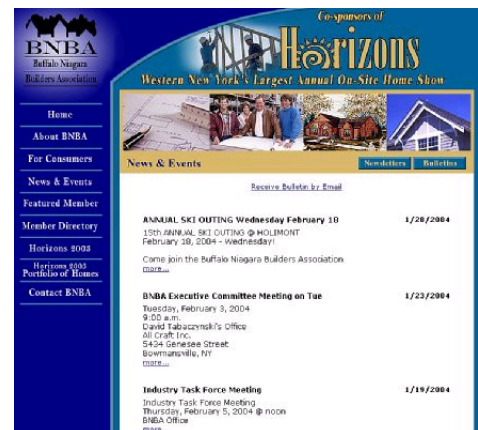 Co-sponsors of
Horizons
Western New York's Largest Annual On-Site Home Show
BNBA
Buffalo Niagara
Builders Association
Home
About BNBA
For Consumers
News & Events
Featured Member
Member Directory
Horizons 2003
Horizons 2003
Portfolio of Homes
Contact BNBA
News & Events
Newsletters
Bulletins
Receive Bulletin by Email
ANNUAL SKI OUTING Wednesday February 18
1/20/2004
15th ANNUAL SKI OUTING @ HOLIMONT
February 18, 2004 - Wednesday!
Come join the Buffalo Niagara Builders Association
more...
BNBA Executive Committee Meeting on Tue
1/23/2004
Tuesday, February 3, 2004
9:00 a.m.
David Tabaczynski's Office
All Craft Inc.
5434 Genesee Street
Bowmansville, NY
more...
Industry Task Force Meeting
1/19/2004
Industry Task Force Meeting
Thursday, February 5, 2004 @ noon
BNBA Office
more...